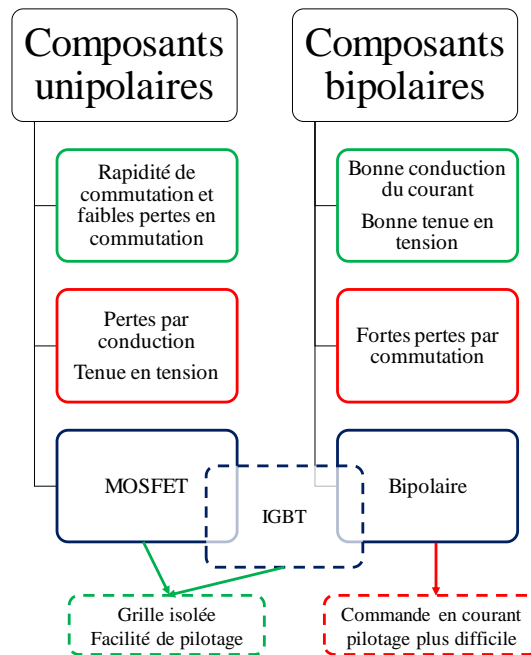 Composants
unipolaires
Rapidité de
commutation et
faibles pertes en
commutation
Pertes par
conduction
Tenue en tension
MOSFET
Composants
bipolaires
Bonne conduction
du courant
Bonne tenue en
tension
Fortes pertes par
commutation
Bipolaire
IGBT
Grille isolée
Facilité de pilotage
Commande en courant
pilotage plus difficile